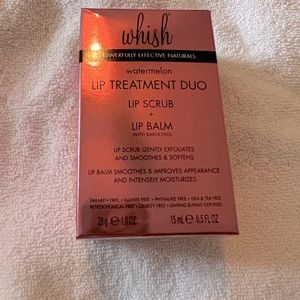 whish
POWERFULLY EFFECTIVE NATURALS
watermelon
LIP TREATMENT DUO
LIP SCRUB
+
LIP BALM
WITH BAKUCHIOL
LIP SCRUB GENTLY EXFOLIATES
AND SMOOTHES & SOFTENS
LIP BALM SMOOTHES & IMPROVES APPEARANCE
AND INTENSELY MOISTURIZES
PARABEN FREE • SULFATE FREE • PHTHALATE FREE • DEA & TEA FREE
PETROCHEMICAL FREE • CRUELTY FREE • LEAPING BUNNY CERTIFIED
28 g ℮ 1.0 OZ 15 mL ℮ 0.5 FL OZ